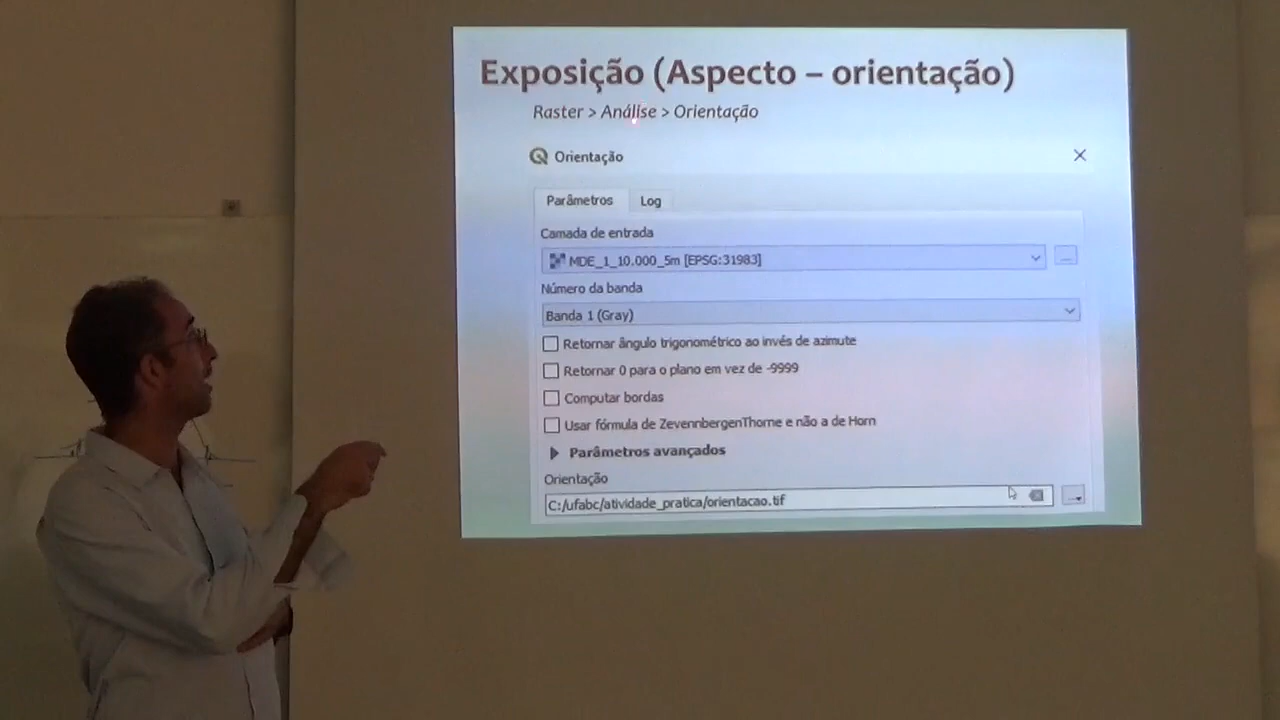 Exposição (Aspecto – orientação)
Raster > Análise > Orientação
Orientação
Parâmetros Log
Camada de entrada
MDE_1_10.000_5m [EPSG:31983]
...
Número da banda
Banda 1 (Gray)
Retornar ângulo trigonométrico ao invés de azimute
Retornar 0 para o plano em vez de -9999
Computar bordas
Usar fórmula de ZevennbergenThorne e não a de Horn
Parâmetros avançados
Orientação
C:/ufabc/atividade_pratica/orientacao.tif
...